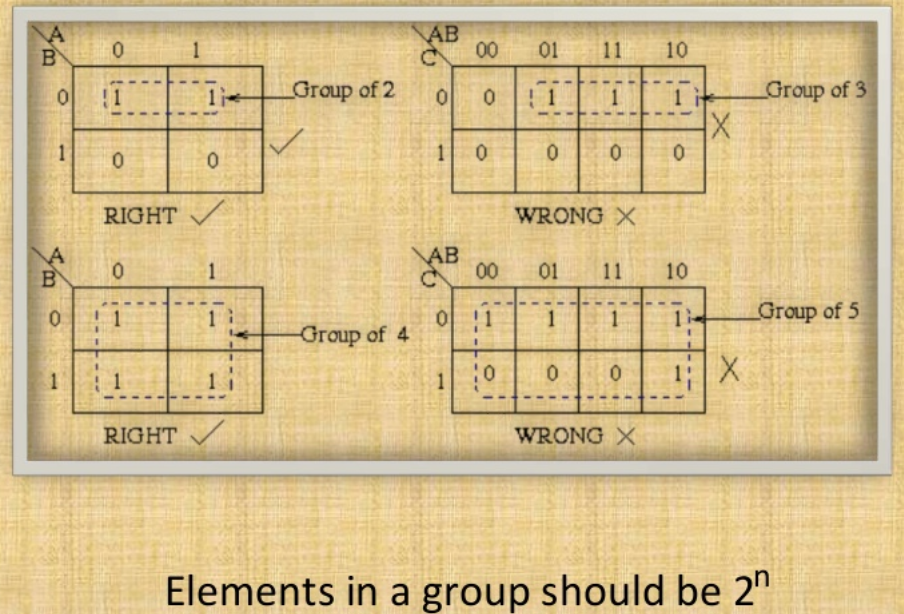 A
B
0 1
0 1 1
Group of 2
1 0 0
RIGHT ✓
AB
C
00 01 11 10
0 0 1 1 1
Group of 3
1 0 0 0 0
WRONG ✗
A
B
0 1
0 1 1
Group of 4
1 1 1
RIGHT ✓
AB
C
00 01 11 10
0 1 1 1 1
Group of 5
1 0 0 0 1
WRONG ✗
Elements in a group should be 2ⁿ